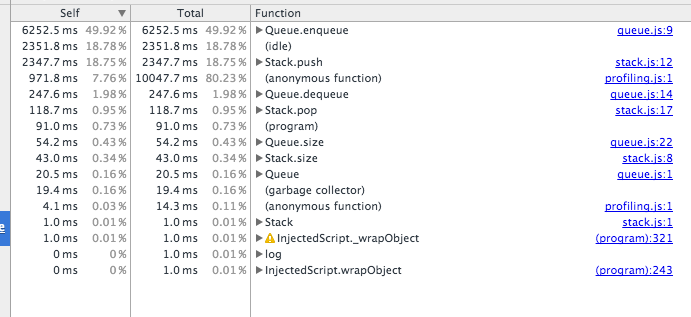 Self ▼ Total Function
6252.5 ms 49.92 % 6252.5 ms 49.92 % ▶ Queue.enqueue queue.js:9
2351.8 ms 18.78 % 2351.8 ms 18.78 % (idle)
2347.7 ms 18.75 % 2347.7 ms 18.75 % ▶ Stack.push stack.js:12
971.8 ms 7.76 % 10047.7 ms 80.23 % (anonymous function) profiling.js:1
247.6 ms 1.98 % 247.6 ms 1.98 % ▶ Queue.dequeue queue.js:14
118.7 ms 0.95 % 118.7 ms 0.95 % ▶ Stack.pop stack.js:17
91.0 ms 0.73 % 91.0 ms 0.73 % (program)
54.2 ms 0.43 % 54.2 ms 0.43 % ▶ Queue.size queue.js:22
43.0 ms 0.34 % 43.0 ms 0.34 % ▶ Stack.size stack.js:8
20.5 ms 0.16 % 20.5 ms 0.16 % ▶ Queue queue.js:1
19.4 ms 0.16 % 19.4 ms 0.16 % (garbage collector)
4.1 ms 0.03 % 14.3 ms 0.11 % (anonymous function) profiling.js:1
1.0 ms 0.01 % 1.0 ms 0.01 % ▶ Stack stack.js:1
1.0 ms 0.01 % 1.0 ms 0.01 % ▶ InjectedScript._wrapObject (program):321
0 ms 0 % 1.0 ms 0.01 % ▶ log
0 ms 0 % 1.0 ms 0.01 % ▶ InjectedScript.wrapObject (program):243